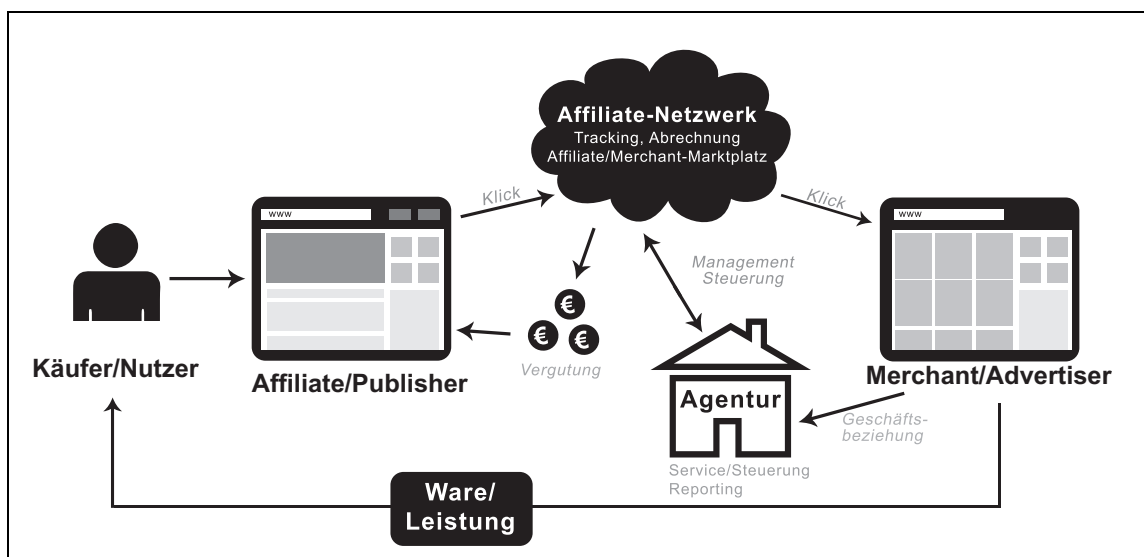 Affiliate-Netzwerk
Tracking, Abrechnung
Affiliate/Merchant-Marktplatz
Klick
Klick
www
www
Management
Steuerung
€
€
€
Vergutung
Käufer/Nutzer
Affiliate/Publisher
Merchant/Advertiser
Agentur
Geschäfts-
beziehung
Service/Steuerung
Reporting
Ware/
Leistung